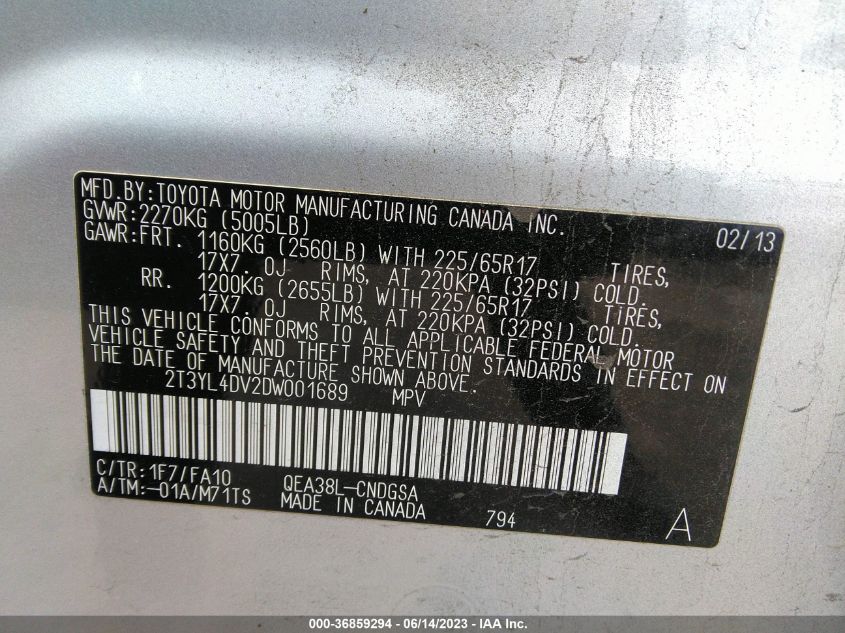 MFD.BY:TOYOTA MOTOR MANUFACTURING CANADA INC. 02/13
GVWR:2270KG (5005LB)
GAWR:FRT. 1160KG (2560LB) WITH 225/65R17 TIRES,
17X7. 0J RIMS, AT 220KPA (32PSI) COLD.
RR. 1200KG (2655LB) WITH 225/65R17 TIRES,
17X7. 0J RIMS, AT 220KPA (32PSI) COLD.
THIS VEHICLE CONFORMS TO ALL APPLICABLE FEDERAL MOTOR
VEHICLE SAFETY AND THEFT PREVENTION STANDARDS IN EFFECT ON
THE DATE OF MANUFACTURE SHOWN ABOVE.
2T3YL4DV2DW001689 MPV
C/TR:1F7/FA10 QEA38L-CNDGSA
A/TM:-01A/M71TS MADE IN CANADA 794 A
000-36859294 - 06/14/2023 - IAA Inc.